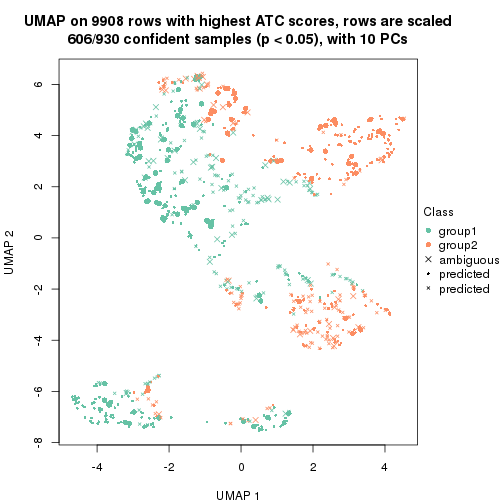 UMAP on 9908 rows with highest ATC scores, rows are scaled
606/930 confident samples (p < 0.05), with 10 PCs
6
4
2
0
-2
-4
-6
-8
UMAP 2
-4
-2
0
2
4
UMAP 1
Class
group1
group2
ambiguous
predicted
predicted